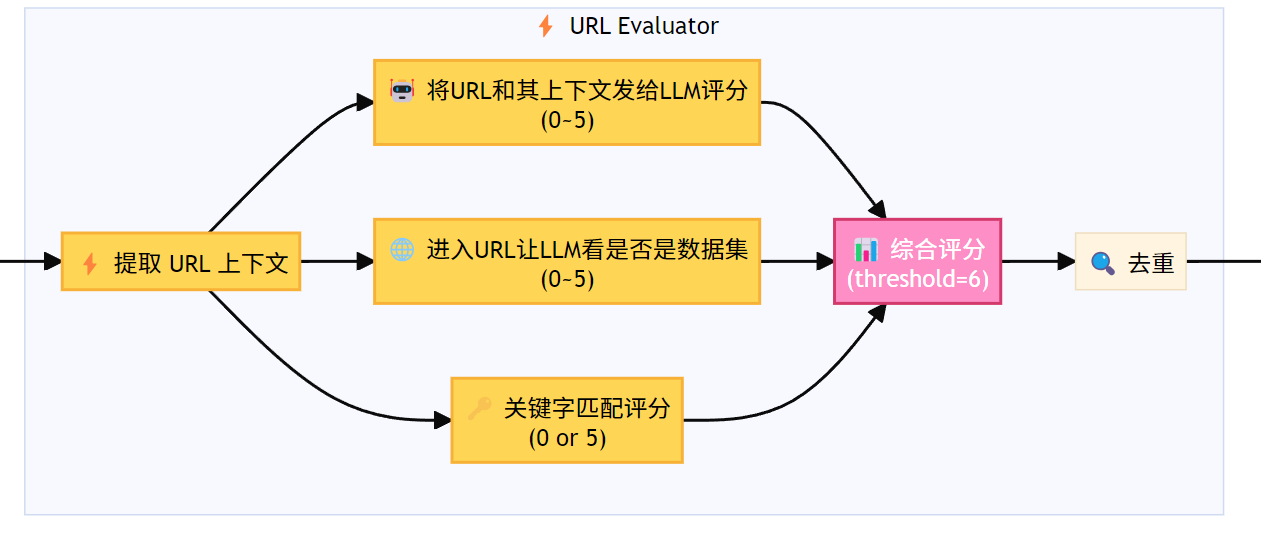 URL Evaluator
将URL和其上下文发给LLM评分
(0~5)
提取 URL 上下文
进入URL让LLM看是否是数据集
(0~5)
综合评分
(threshold=6)
去重
关键字匹配评分
(0 or 5)